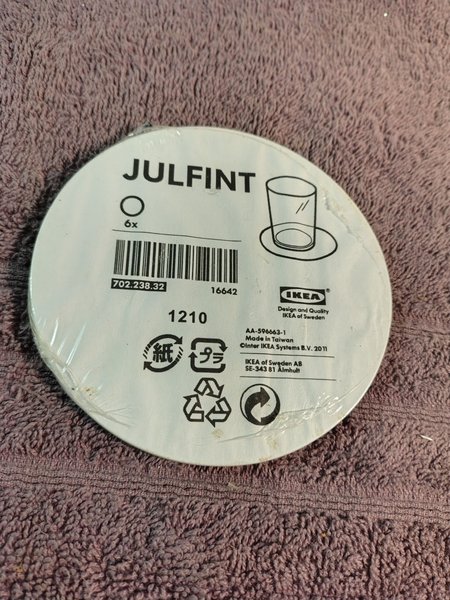 JULFINT
6x
702.238.32 16642
1210
紙
プラ
IKEA
Design and Quality
IKEA of Sweden
AA-596663-1
Made in Taiwan
©Inter IKEA Systems B.V. 2011
IKEA of Sweden AB
SE-343 81 Älmhult